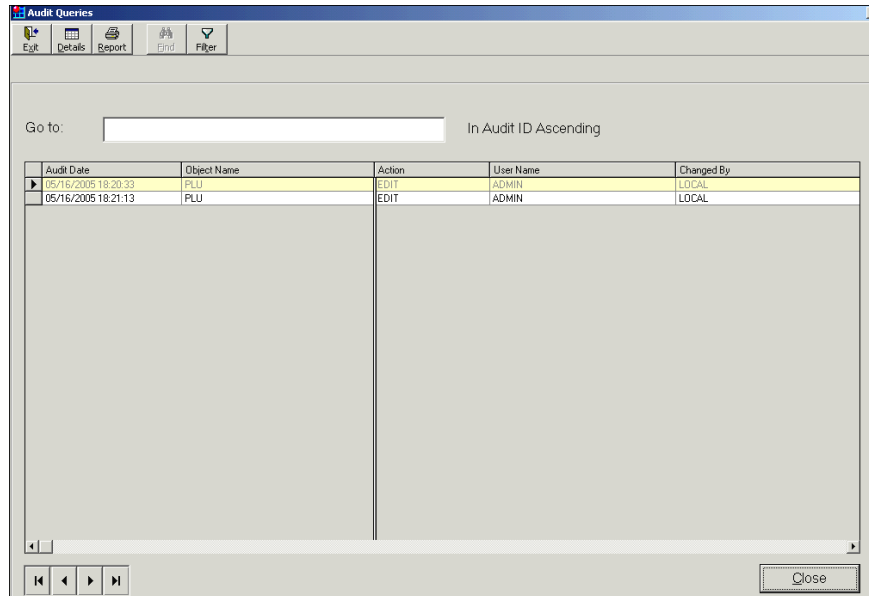 Audit Queries
Exit Details Report Find Filter
Go to: In Audit ID Ascending
Audit Date Object Name Action User Name Changed By
05/16/2005 18:20:33 PLU EDIT ADMIN LOCAL
05/16/2005 18:21:13 PLU EDIT ADMIN LOCAL
Close